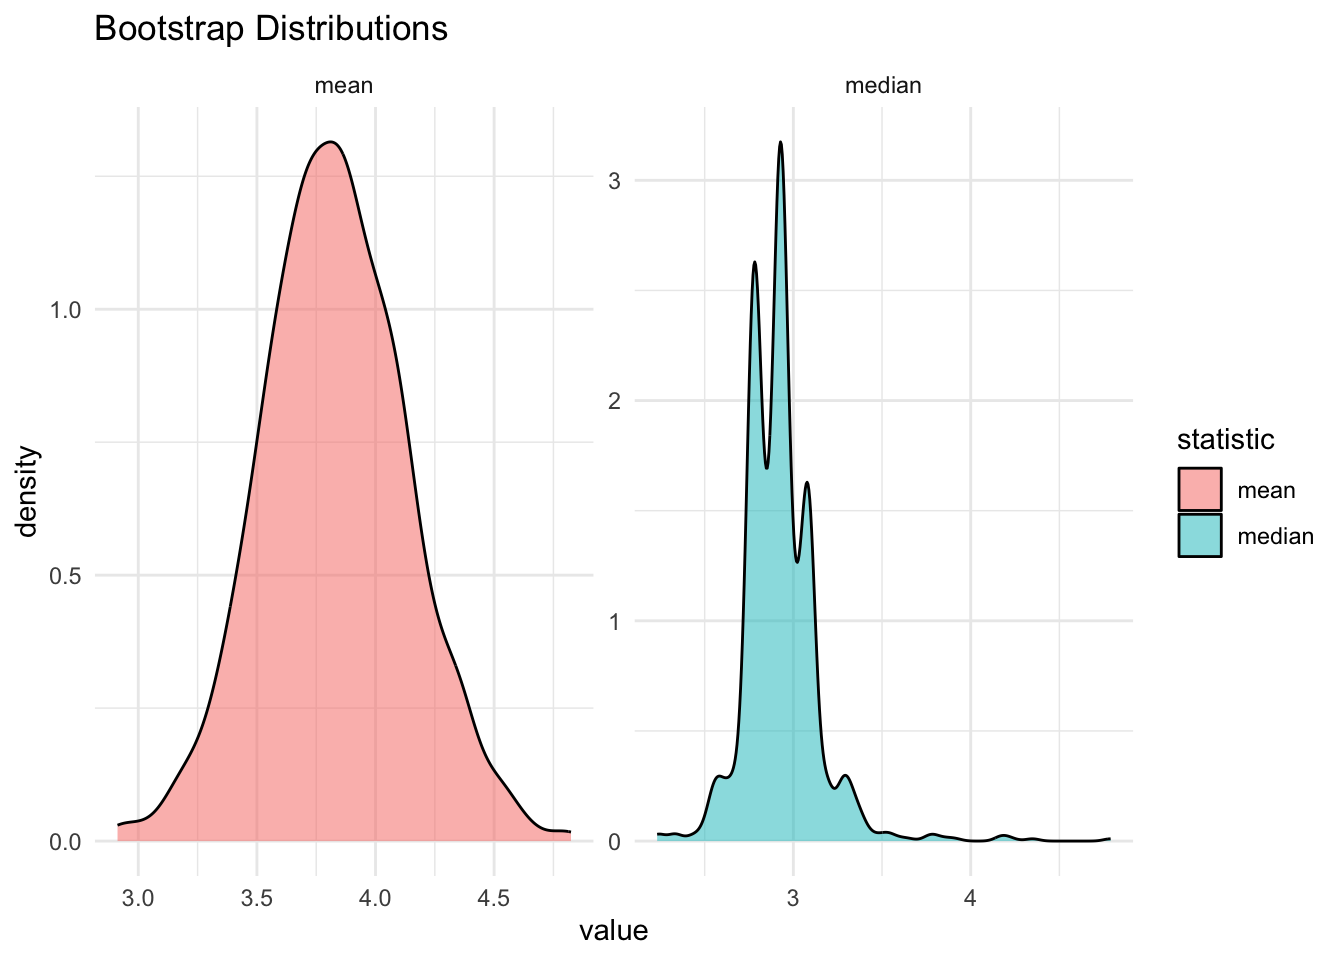 Bootstrap Distributions
mean
median
density
0.0
0.5
1.0
3.0 3.5 4.0 4.5
0
1
2
3
3 4
value
statistic
mean
median